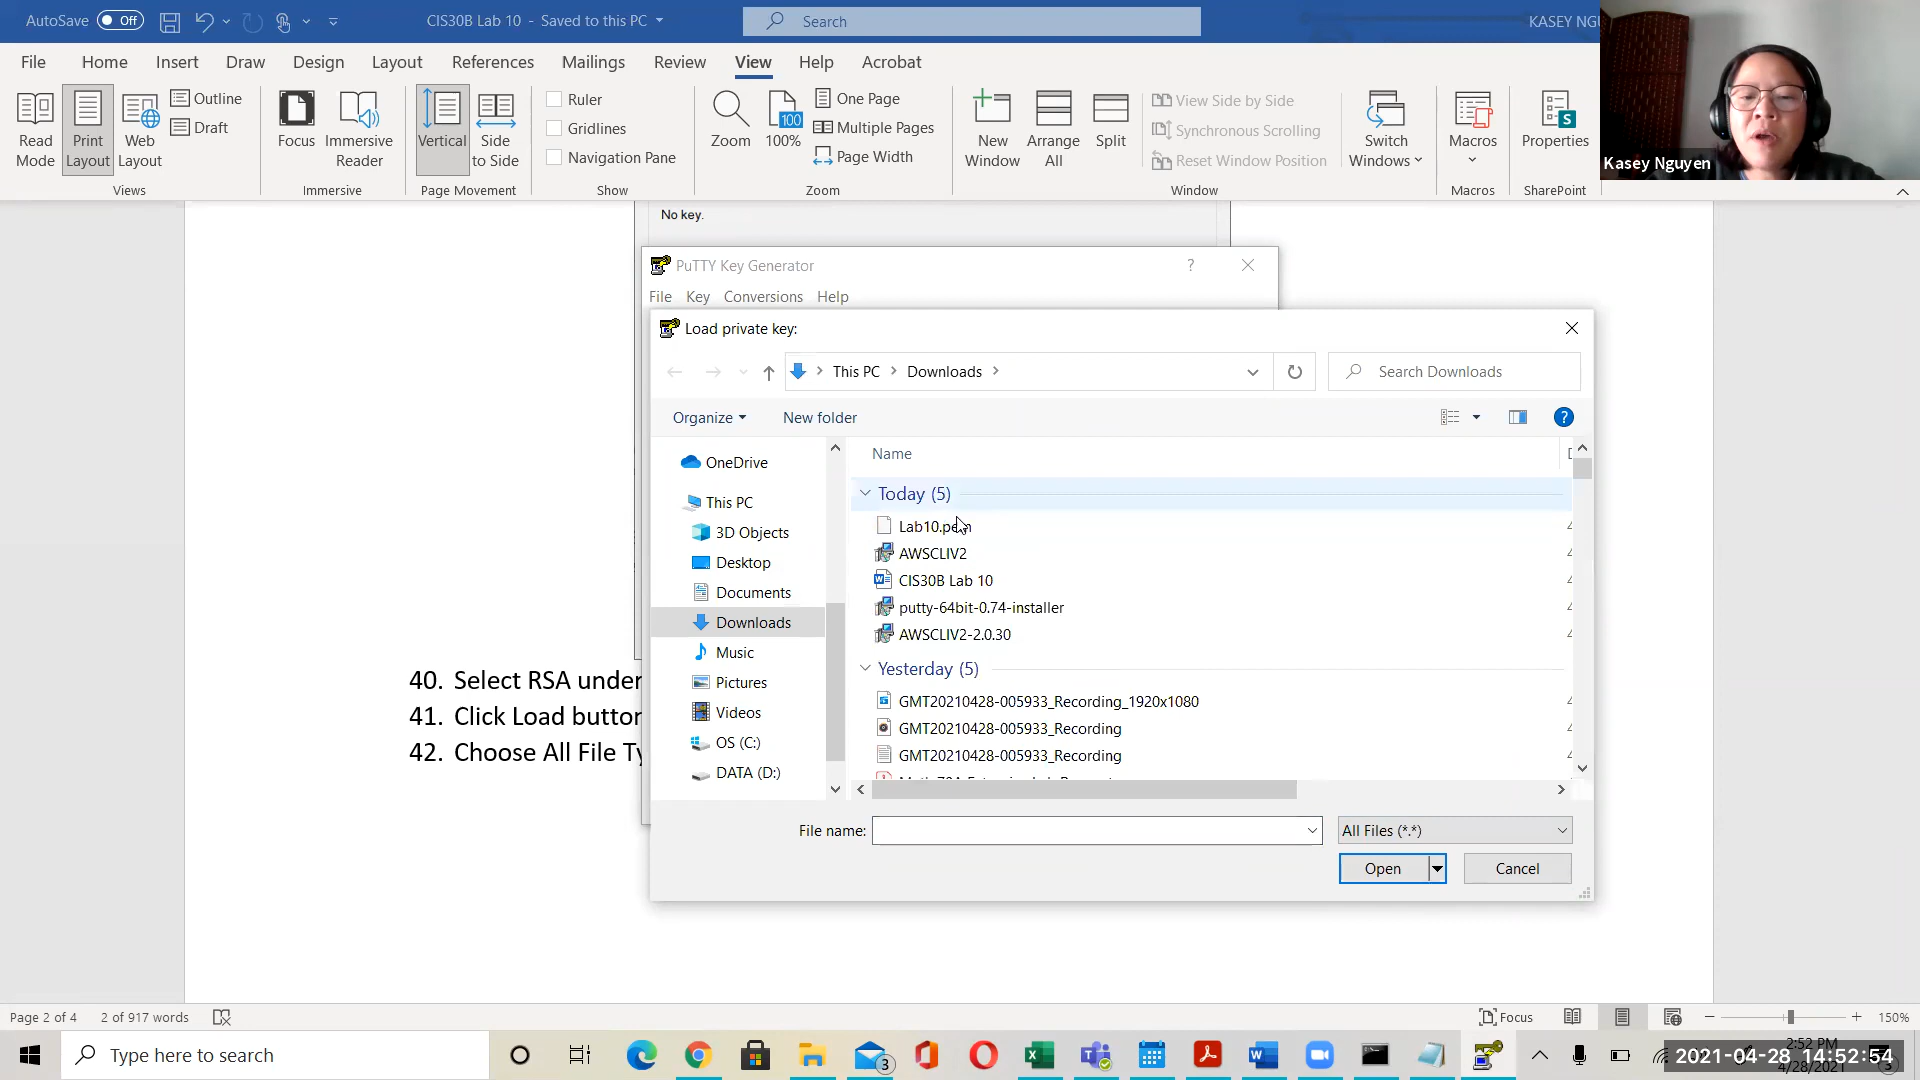 AutoSave Off CIS30B Lab 10 - Saved to this PC Search
File Home Insert Draw Design Layout References Mailings Review View Help Acrobat
Read Mode
Print Layout
Web Layout
Outline
Draft
Views
Focus
Immersive Reader
Immersive
Vertical
Side to Side
Page Movement
Ruler
Gridlines
Navigation Pane
Show
Zoom
100
100%
One Page
Multiple Pages
Page Width
Zoom
New Window
Arrange All
Split
View Side by Side
Synchronous Scrolling
Reset Window Position
Window
Switch Windows
Macros
Macros
Properties
SharePoint
Kasey Nguyen
No key.
PuTTY Key Generator ?
File Key Conversions Help
Load private key:
This PC > Downloads > Search Downloads
Organize New folder
OneDrive
This PC
3D Objects
Desktop
Documents
Downloads
Music
Pictures
Videos
OS (C:)
DATA (D:)
Name
Today (5)
Lab10.pem
AWSCLIV2
CIS30B Lab 10
putty-64bit-0.74-installer
AWSCLIV2-2.0.30
Yesterday (5)
GMT20210428-005933_Recording_1920x1080
GMT20210428-005933_Recording
GMT20210428-005933_Recording
File name: All Files (*.*)
Open Cancel
40. Select RSA under
41. Click Load button
42. Choose All File
Page 2 of 4 2 of 917 words Focus 150%
Type here to search
3
2021-04-28 14:52:54